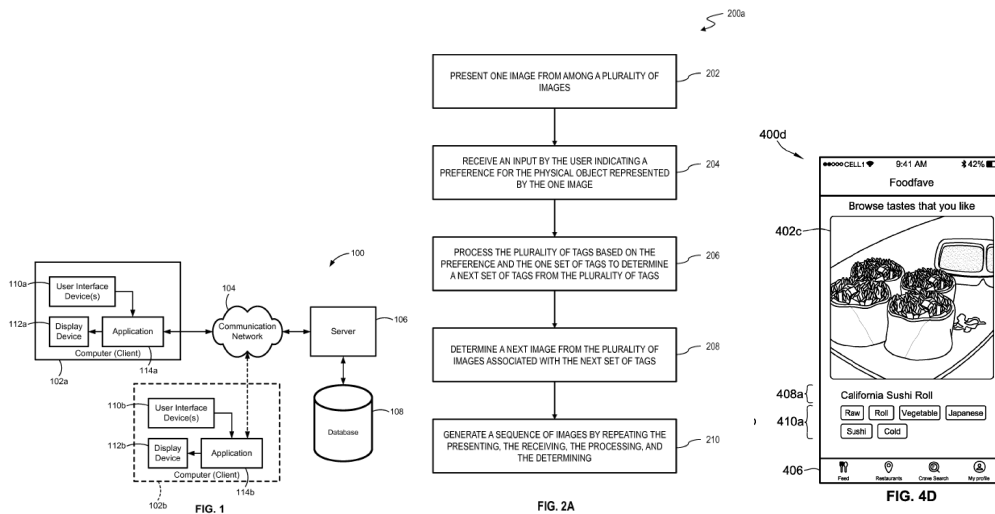 100
110a
User Interface
Device(s)
112a
Display
Device
Application
Computer (Client)
102a
114a
104
Communication
Network
Server
106
Database
108
110b
User Interface
Device(s)
112b
Display
Device
Application
Computer (Client)
102b
114b
FIG. 1
200a
PRESENT ONE IMAGE FROM AMONG A PLURALITY OF
IMAGES
202
RECEIVE AN INPUT BY THE USER INDICATING A
PREFERENCE FOR THE PHYSICAL OBJECT REPRESENTED
BY THE ONE IMAGE
204
PROCESS THE PLURALITY OF TAGS BASED ON THE
PREFERENCE AND THE ONE SET OF TAGS TO DETERMINE
A NEXT SET OF TAGS FROM THE PLURALITY OF TAGS
206
DETERMINE A NEXT IMAGE FROM THE PLURALITY OF
IMAGES ASSOCIATED WITH THE NEXT SET OF TAGS
208
GENERATE A SEQUENCE OF IMAGES BY REPEATING THE
PRESENTING, THE RECEIVING, THE PROCESSING, AND
THE DETERMINING
210
FIG. 2A
400d
CELL1 9:41 AM 42%
Foodfave
Browse tastes that you like
402c
408a
California Sushi Roll
410a
Raw Roll Vegetable Japanese
Sushi Cold
406
Feed Restaurants Crave Search My profile
FIG. 4D